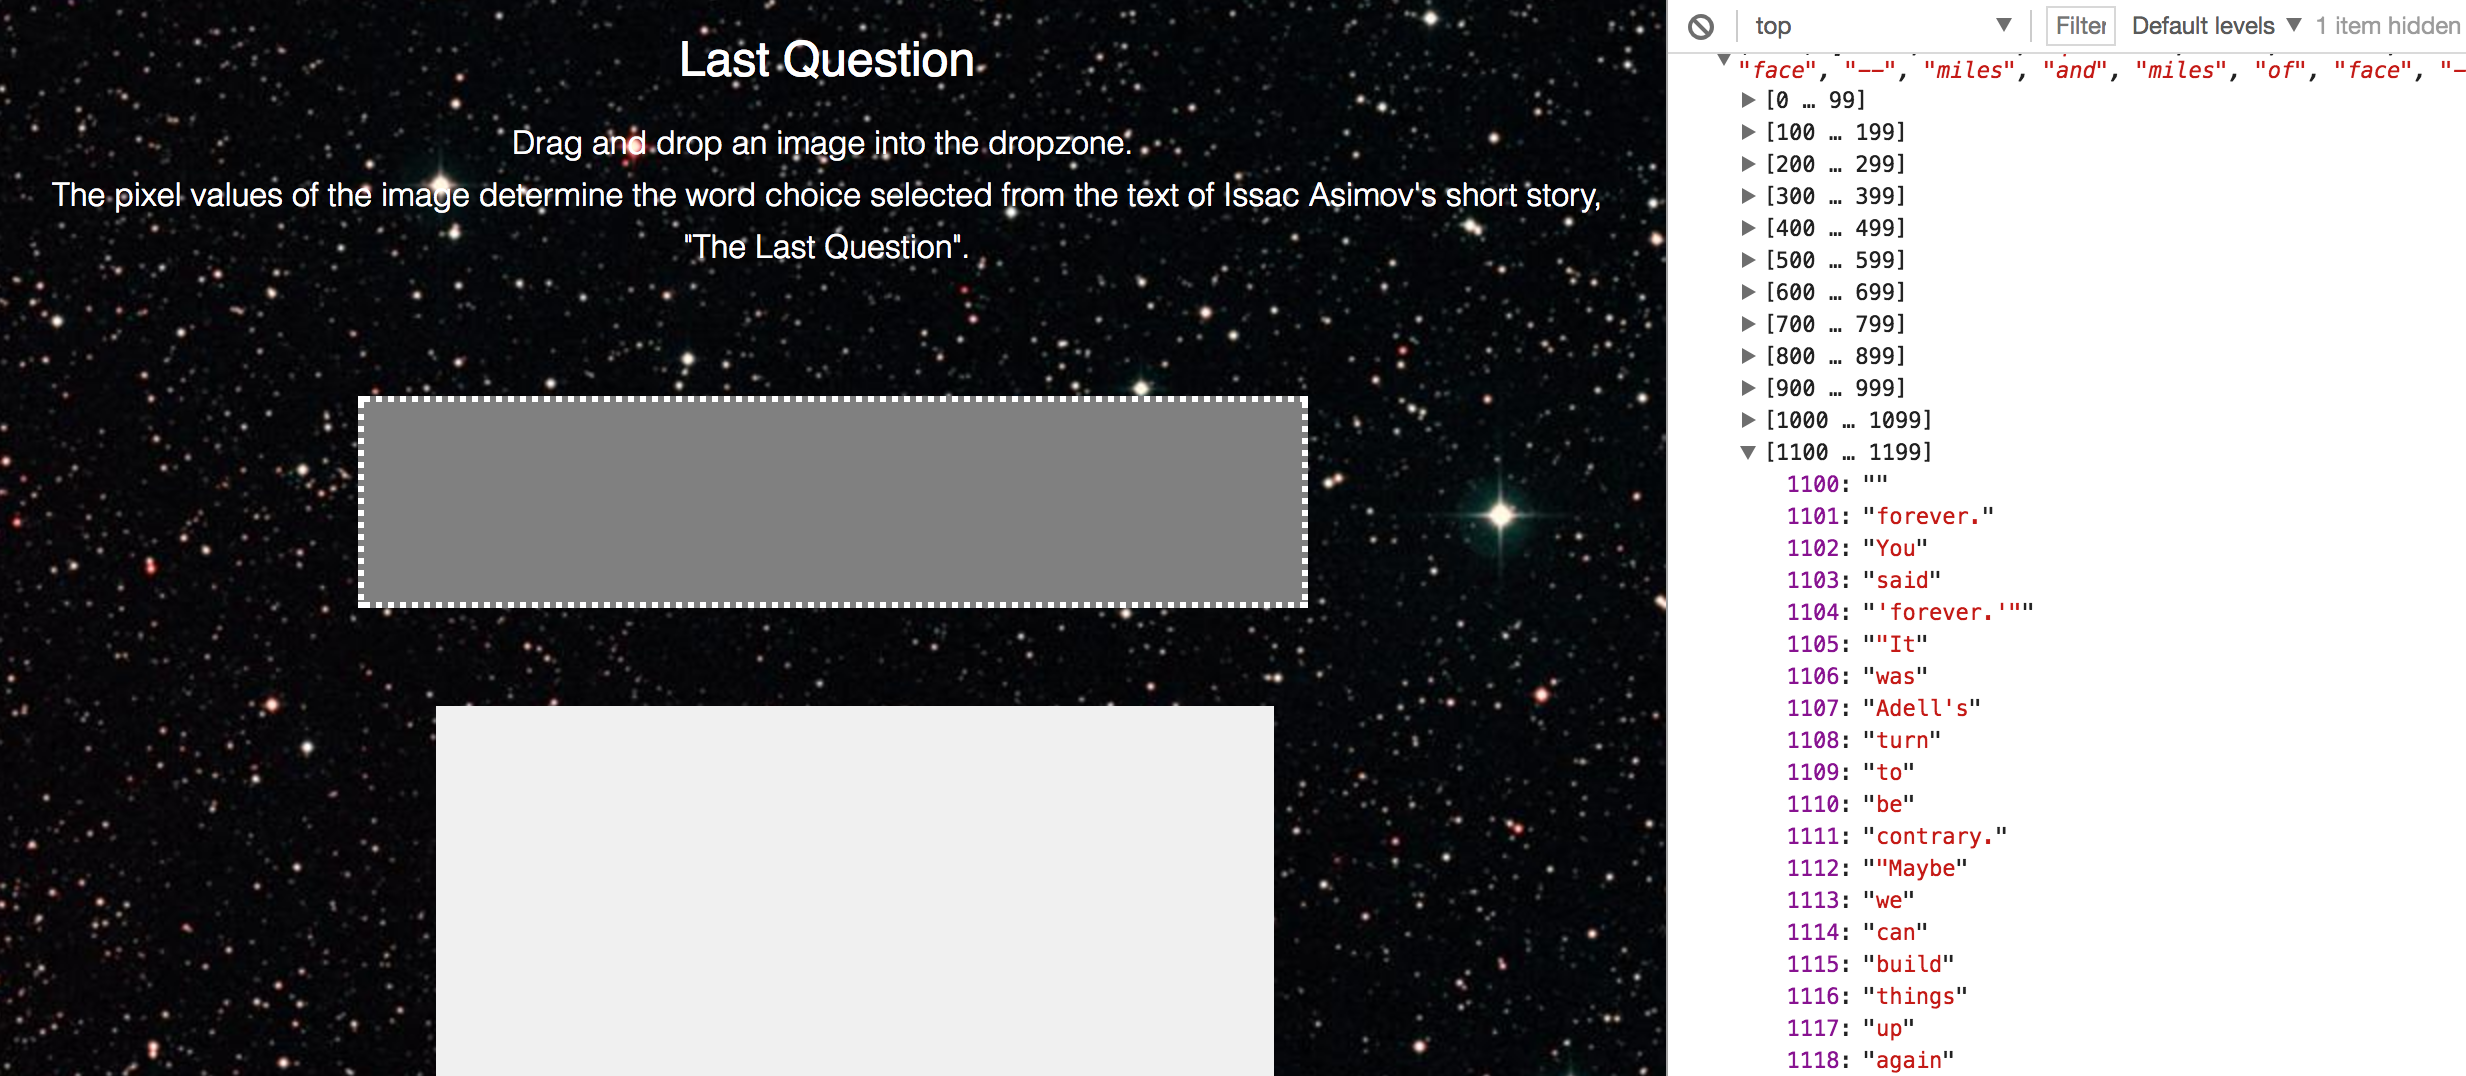 Last Question
Drag and drop an image into the dropzone.
The pixel values of the image determine the word choice selected from the text of Issac Asimov's short story,
"The Last Question".
top ▼ Filter Default levels ▼ 1 item hidden
"face", "––", "miles", "and", "miles", "of", "face", "–
[0 … 99]
[100 … 199]
[200 … 299]
[300 … 399]
[400 … 499]
[500 … 599]
[600 … 699]
[700 … 799]
[800 … 899]
[900 … 999]
[1000 … 1099]
[1100 … 1199]
1100: ""
1101: "forever."
1102: "You"
1103: "said"
1104: "'forever.'""
1105: ""It"
1106: "was"
1107: "Adell's"
1108: "turn"
1109: "to"
1110: "be"
1111: "contrary."
1112: ""Maybe"
1113: "we"
1114: "can"
1115: "build"
1116: "things"
1117: "up"
1118: "again"